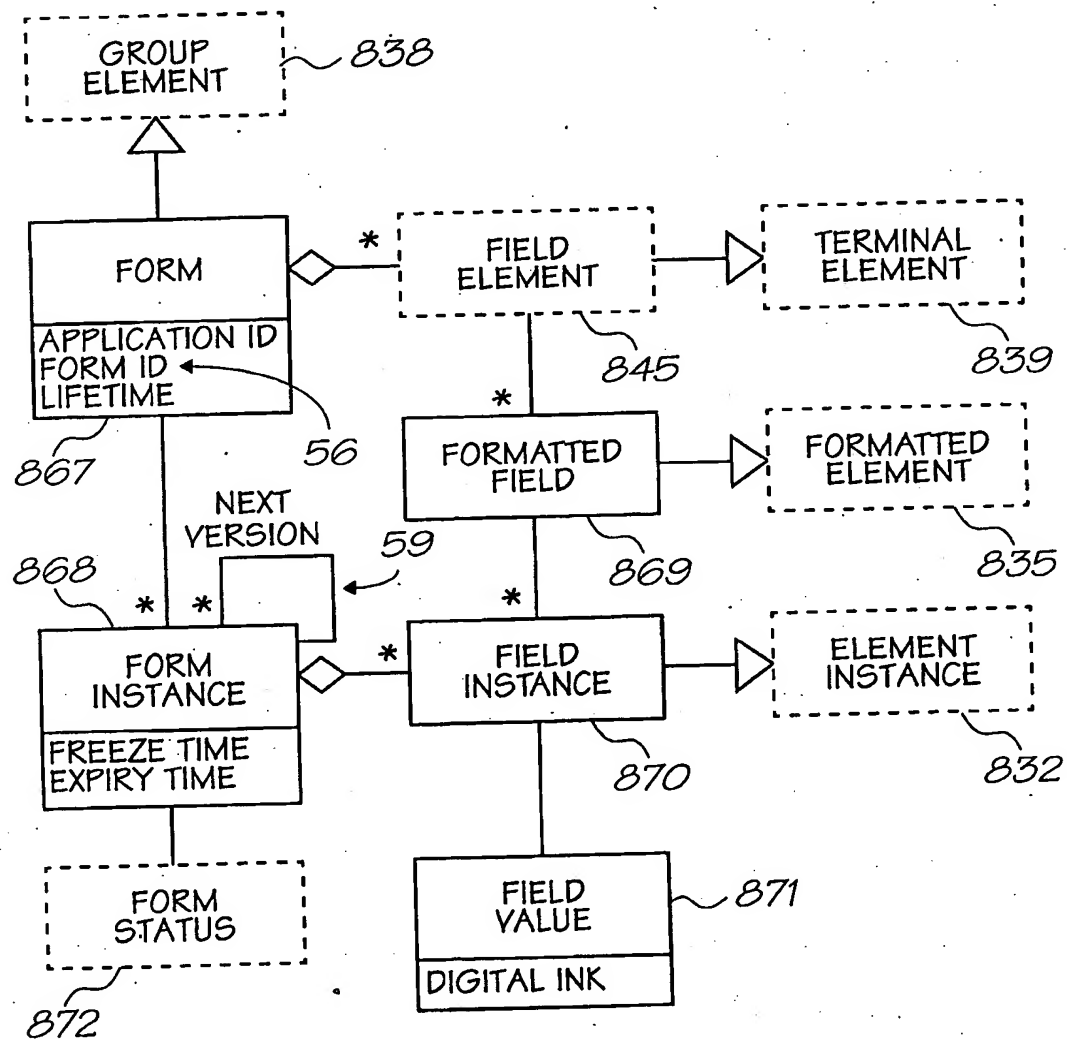 GROUP
ELEMENT
838
FORM
*
FIELD
ELEMENT
TERMINAL
ELEMENT
APPLICATION ID
FORM ID
LIFETIME
845
839
867
56
*
FORMATTED
FIELD
FORMATTED
ELEMENT
NEXT
VERSION
59
869
835
868
*
*
*
FORM
INSTANCE
*
FIELD
INSTANCE
ELEMENT
INSTANCE
FREEZE TIME
EXPIRY TIME
870
832
FORM
STATUS
FIELD
VALUE
871
DIGITAL INK
872